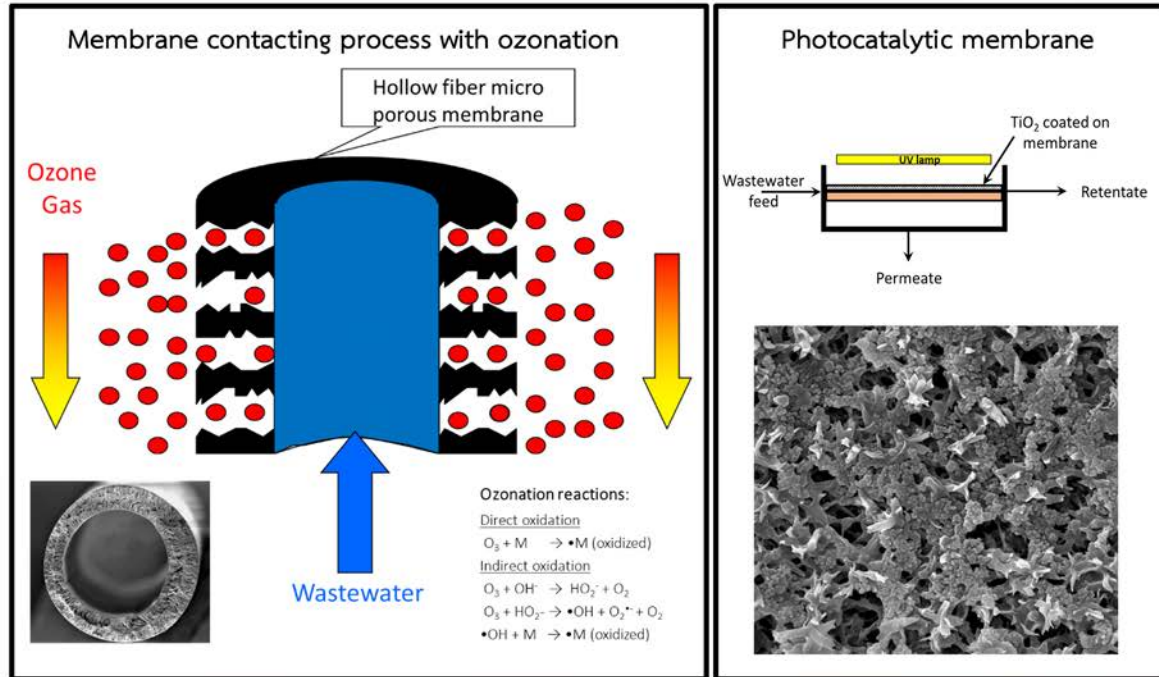 Membrane contacting process with ozonation
Hollow fiber micro
porous membrane
Ozone
Gas
Wastewater
Ozonation reactions:
Direct oxidation
O₃ + M → •M (oxidized)
Indirect oxidation
O₃ + OH⁻ → HO₂⁻ + O₂
O₃ + HO₂- → •OH + O₂•⁻ + O₂
•OH + M → •M (oxidized)
Photocatalytic membrane
TiO₂ coated on
membrane
UV lamp
Wastewater
feed
Retentate
Permeate